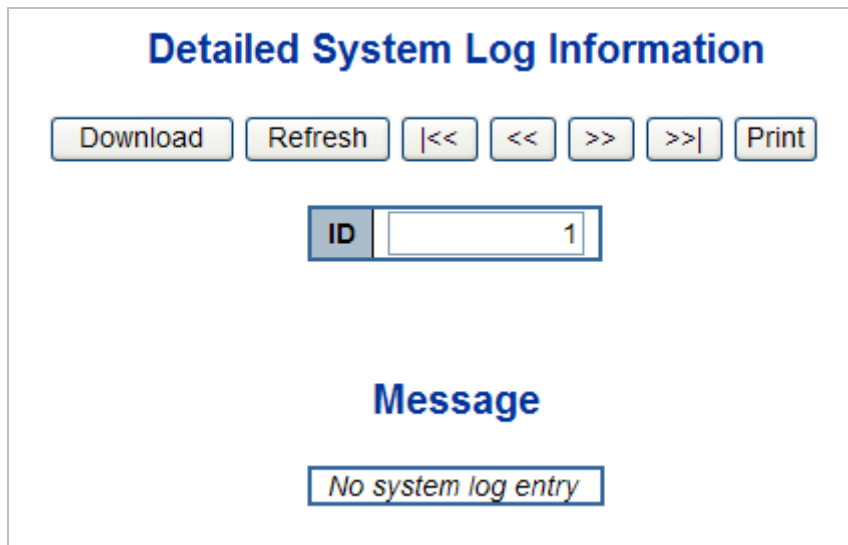 Detailed System Log Information
Download Refresh |<< << >> >>| Print
ID 1
Message
No system log entry